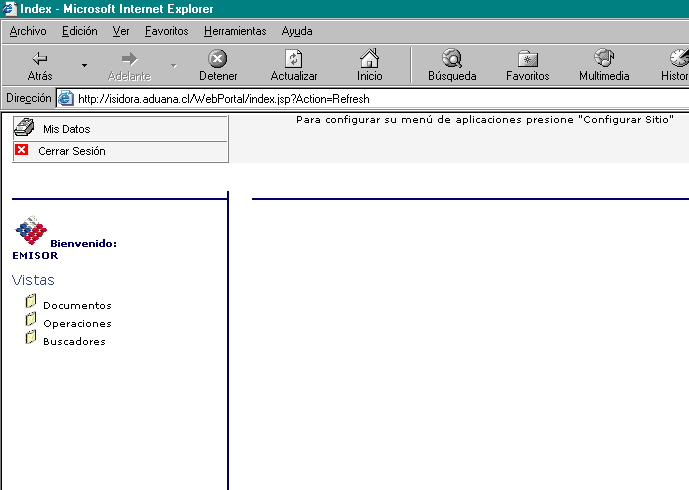 Index - Microsoft Internet Explorer
Archivo Edición Ver Favoritos Herramientas Ayuda
Atrás Adelante Detener Actualizar Inicio Búsqueda Favoritos Multimedia Histor
Dirección http://isidora.aduana.cl/WebPortal/index.jsp?Action=Refresh
Mis Datos
Para configurar su menú de aplicaciones presione "Configurar Sitio"
Cerrar Sesión
Bienvenido:
EMISOR
Vistas
Documentos
Operaciones
Buscadores